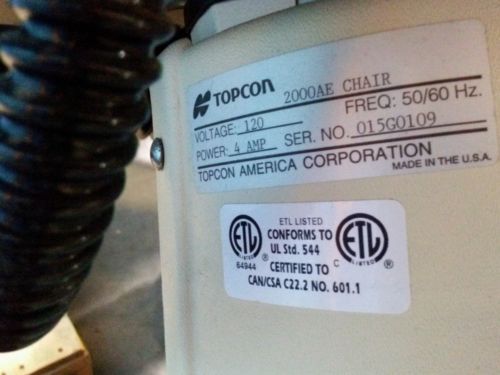 TOPCON 2000AE CHAIR
VOLTAGE: 120 FREQ: 50/60 Hz.
POWER: 4 AMP SER. NO. 015G0109
TOPCON AMERICA CORPORATION
MADE IN THE U.S.A.
ETL LISTED
CONFORMS TO
UL Std. 544
ETL
LISTED
64944
CERTIFIED TO
CAN/CSA C22.2 NO. 601.1
C
ETL
LISTED